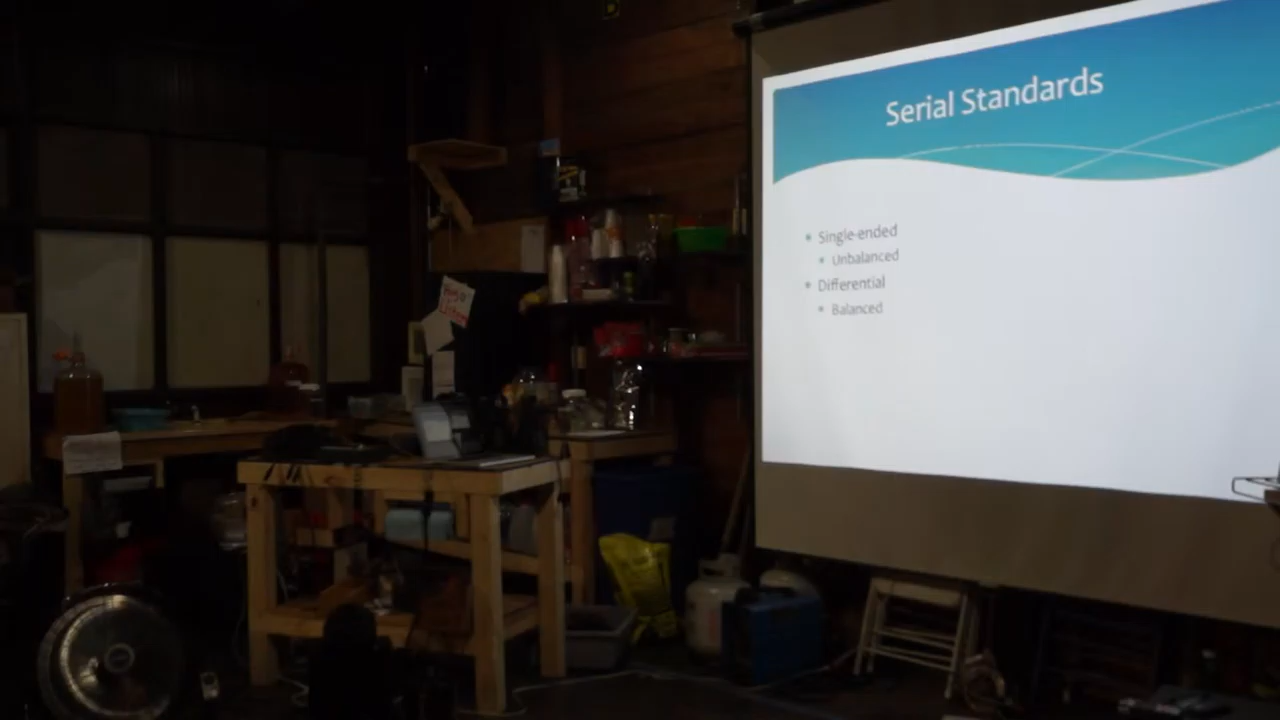 Serial Standards
Single-ended
Unbalanced
Differential
Balanced